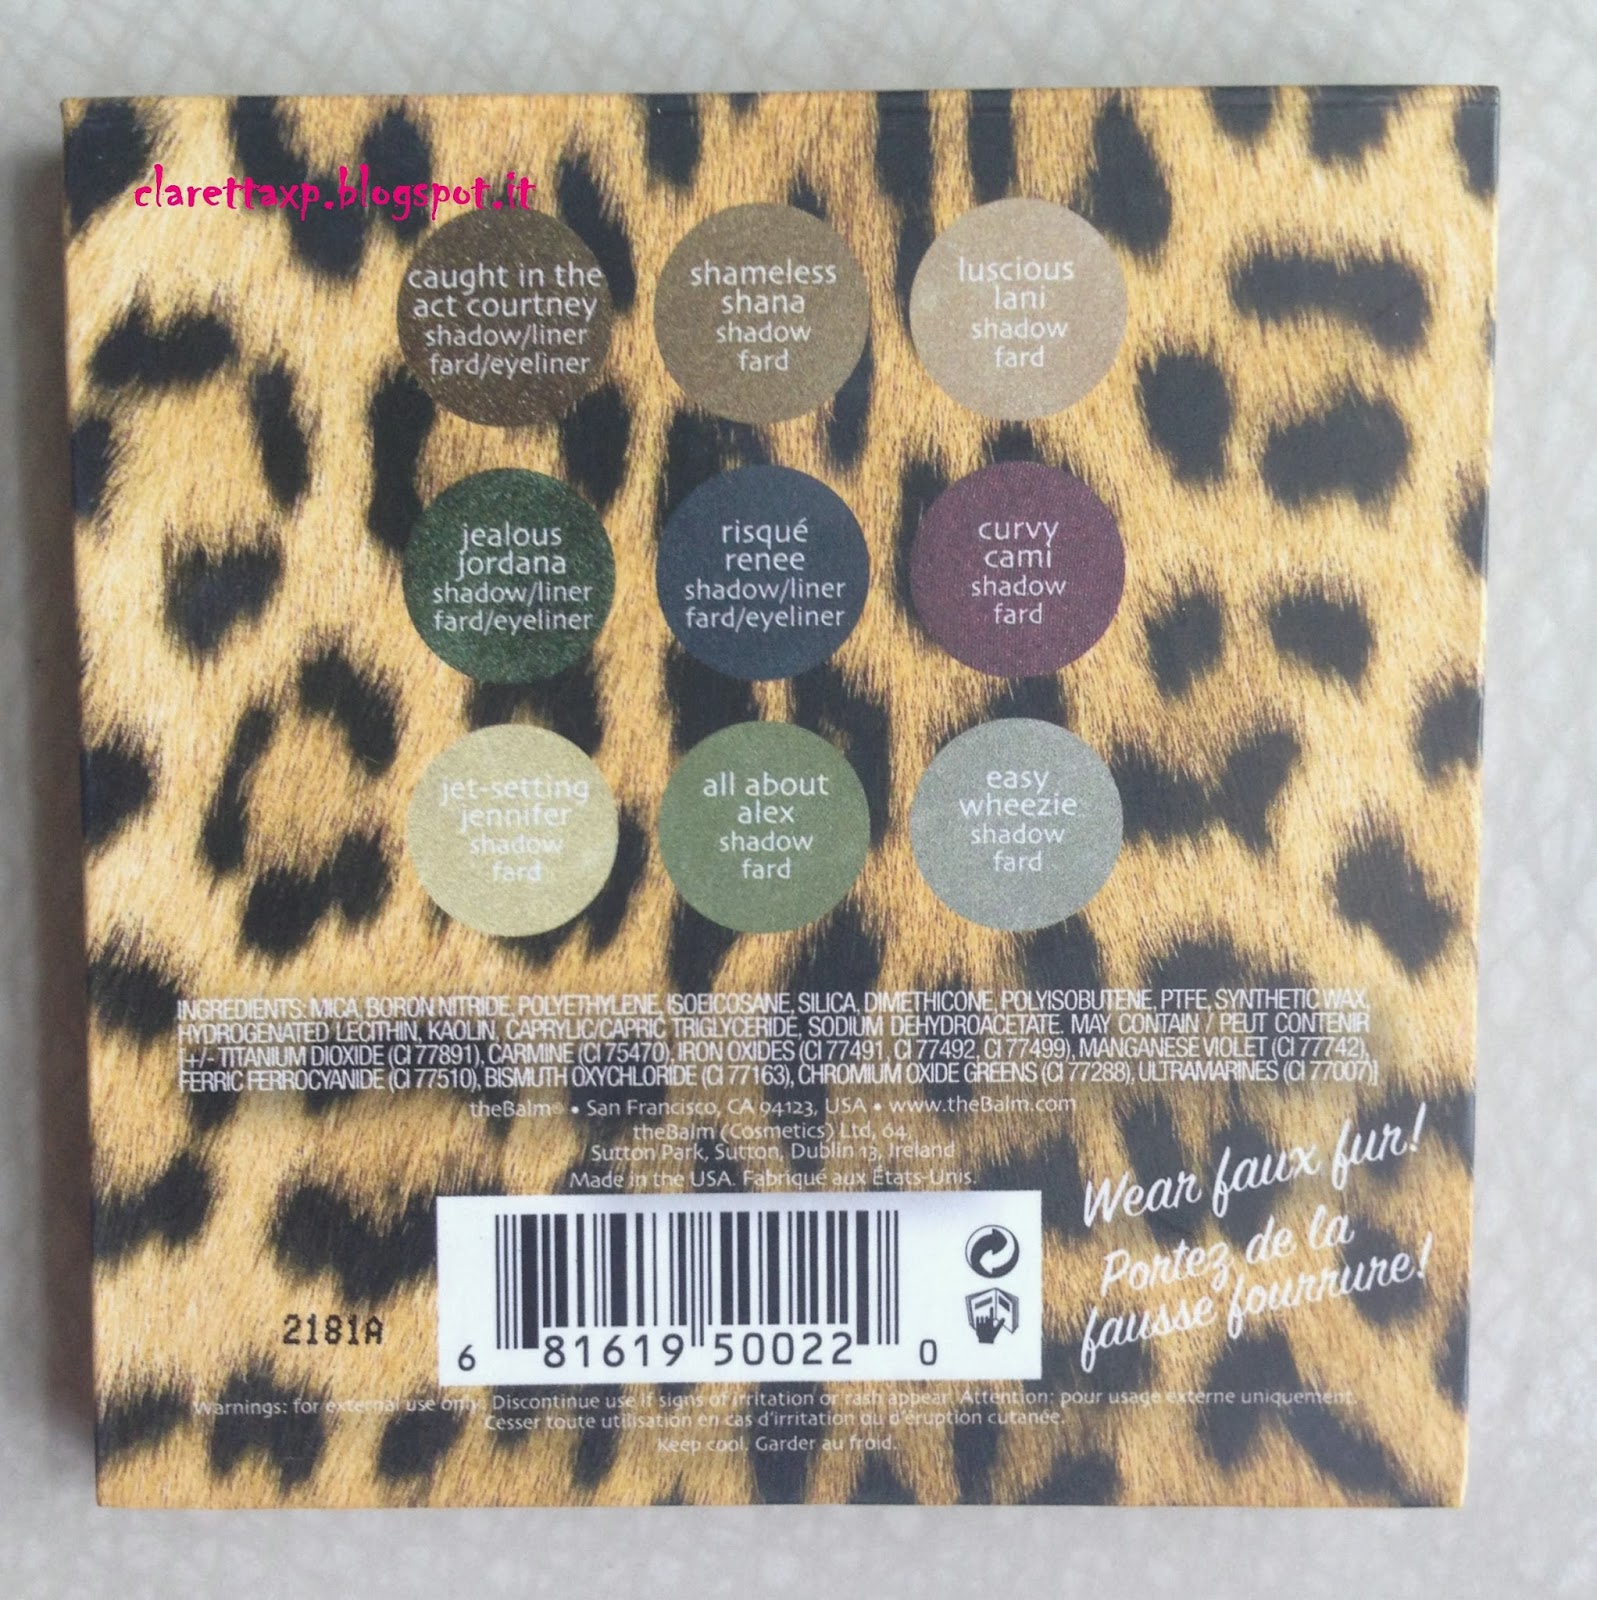 clarettaxp.blogspot.it
caught in the
act courtney
shadow/liner
fard/eyeliner
shameless
shana
shadow
fard
luscious
lani
shadow
fard
jealous
jordana
shadow/liner
fard/eyeliner
risqué
renee
shadow/liner
fard/eyeliner
curvy
cami
shadow
fard
jet-setting
jennifer
shadow
fard
all about
alex
shadow
fard
easy
wheezie
shadow
fard
INGREDIENTS: MICA, BORON NITRIDE, POLYETHYLENE, ISOEICOSANE, SILICA, DIMETHICONE, POLYISOBUTENE, PTFE, SYNTHETIC WAX,
HYDROGENATED LECITHIN, KAOLIN, CAPRYLIC/CAPRIC TRIGLYCERIDE, SODIUM DEHYDROACETATE. MAY CONTAIN / PEUT CONTENIR
[+/- TITANIUM DIOXIDE (CI 77891), CARMINE (CI 75470), IRON OXIDES (CI 77491, CI 77492, CI 77499), MANGANESE VIOLET (CI 77742),
FERRIC FERROCYANIDE (CI 77510), BISMUTH OXYCHLORIDE (CI 77163), CHROMIUM OXIDE GREENS (CI 77288), ULTRAMARINES (CI 77007)]
theBalm® • San Francisco, CA 94123, USA • www.theBalm.com
theBalm (Cosmetics) Ltd, 64,
Sutton Park, Sutton, Dublin 13, Ireland
Made in the USA. Fabriqué aux États-Unis.
Wear faux fur!
Portez de la
fausse fourrure!
2181A
6 81619 50022 0
Warnings: for external use only. Discontinue use if signs of irritation or rash appear. Attention: pour usage externe uniquement.
Cesser toute utilisation en cas d'irritation ou d'éruption cutanée.
Keep cool. Garder au froid.